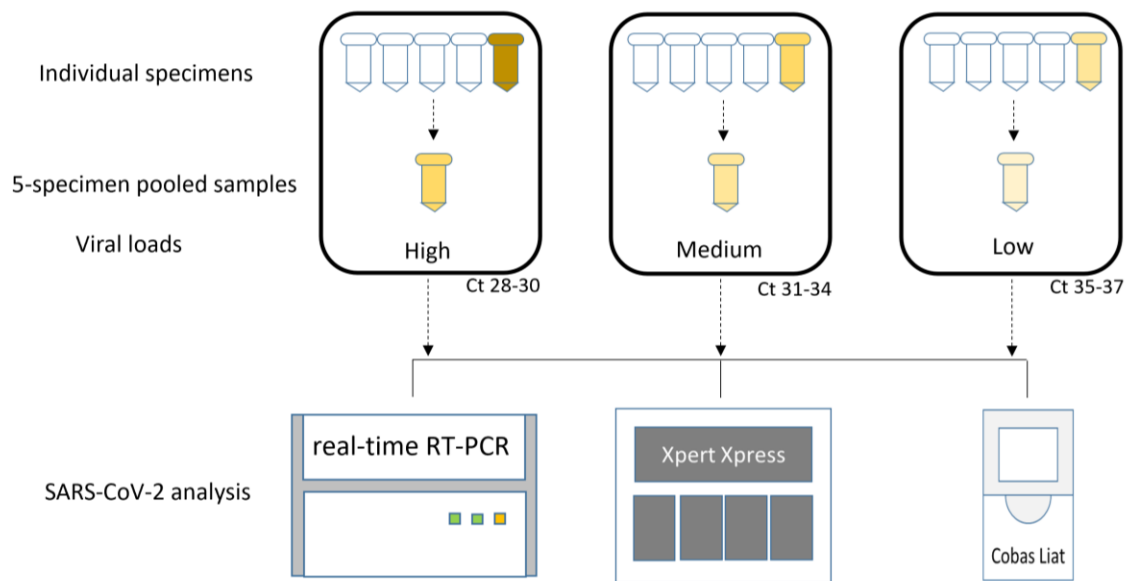 Individual specimens
5-specimen pooled samples
Viral loads
High
Medium
Low
Ct 28-30
Ct 31-34
Ct 35-37
real-time RT-PCR
Xpert Xpress
SARS-CoV-2 analysis
Cobas Liat